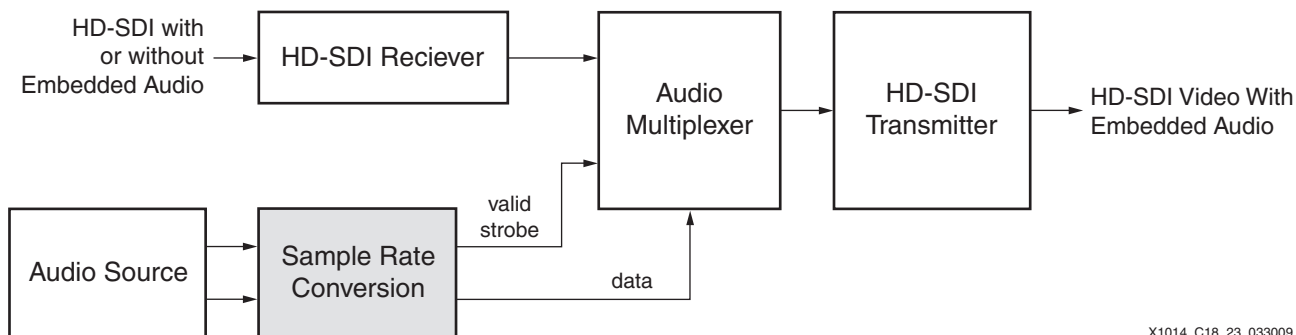 HD-SDI with
or without
Embedded Audio
HD-SDI Reciever
Audio
Multiplexer
HD-SDI
Transmitter
HD-SDI Video With
Embedded Audio
Audio Source
Sample Rate
Conversion
valid
strobe
data
X1014_C18_23_033009